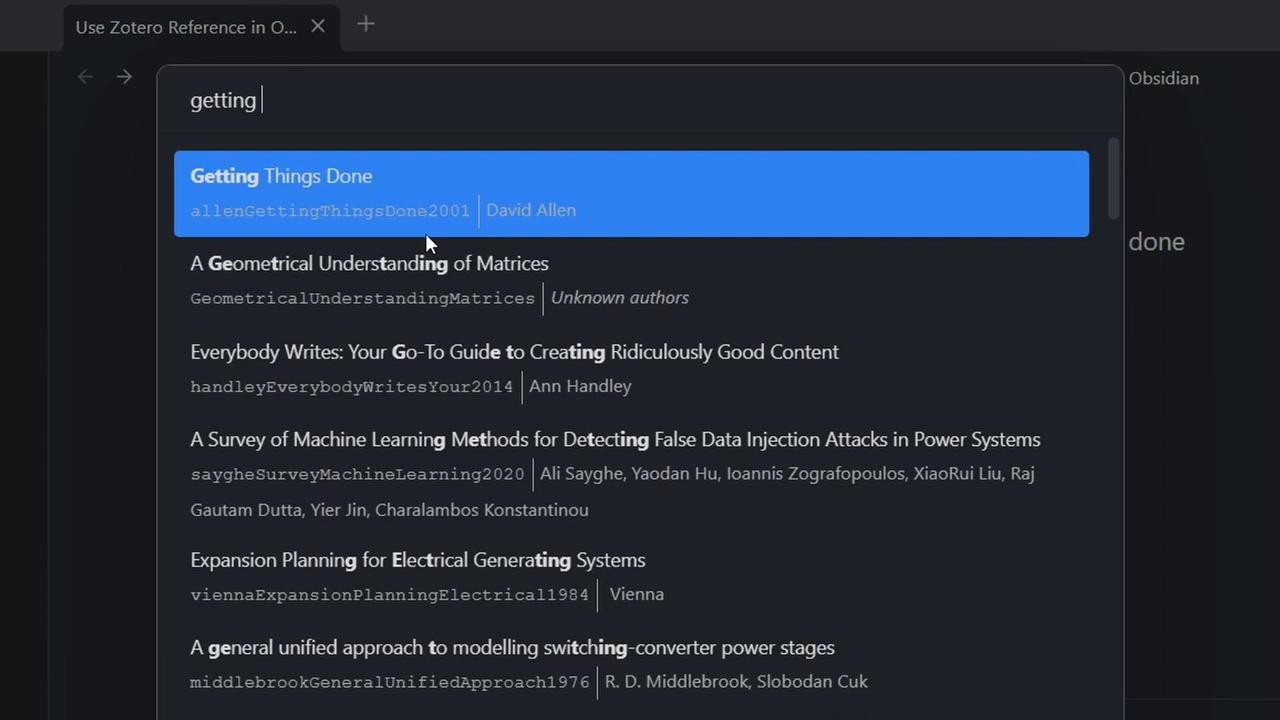 Use Zotero Reference in O...
Obsidian
getting
Getting Things Done
allenGettingThingsDone2001 David Allen
done
A Geometrical Understanding of Matrices
GeometricalUnderstandingMatrices Unknown authors
Everybody Writes: Your Go-To Guide to Creating Ridiculously Good Content
handleyEverybodyWritesYour2014 Ann Handley
A Survey of Machine Learning Methods for Detecting False Data Injection Attacks in Power Systems
saygheSurveyMachineLearning2020 Ali Sayghe, Yaodan Hu, Ioannis Zografopoulos, XiaoRui Liu, Raj
Gautam Dutta, Yier Jin, Charalambos Konstantinou
Expansion Planning for Electrical Generating Systems
viennaExpansionPlanningElectrical1984 Vienna
A general unified approach to modelling switching-converter power stages
middlebrookGeneralUnifiedApproach1976 R. D. Middlebrook, Slobodan Cuk